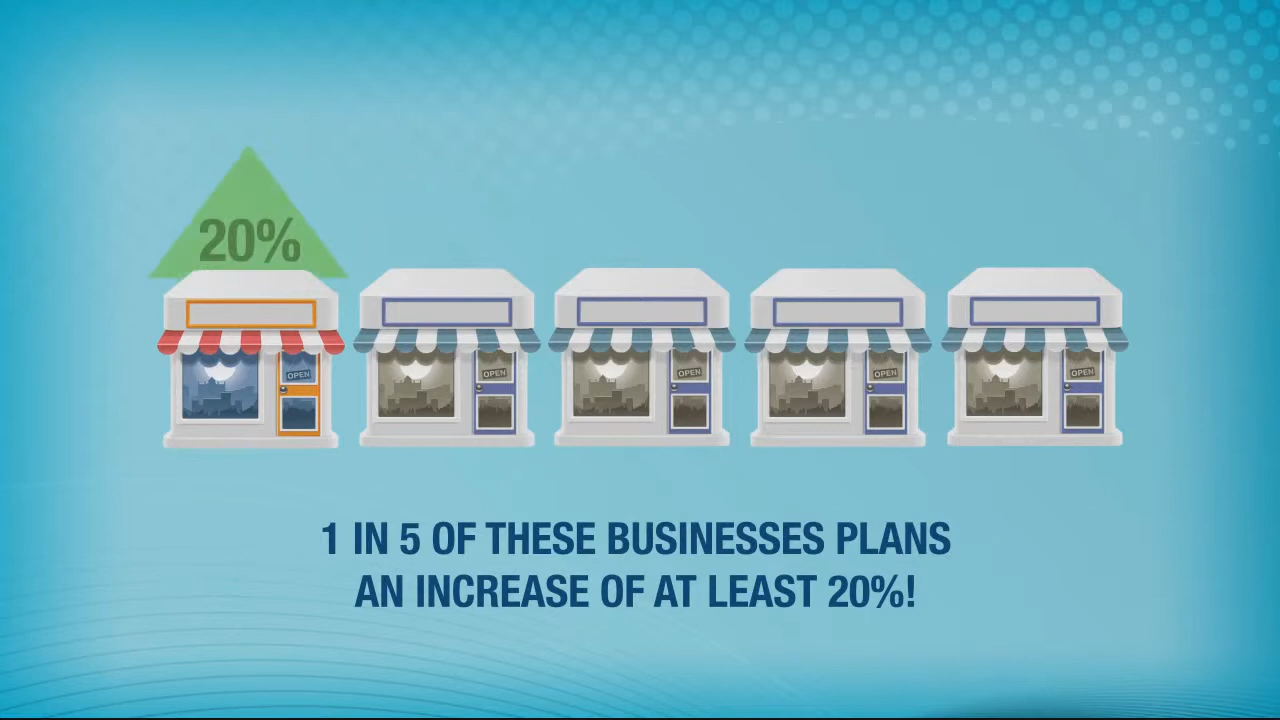 20%
OPEN
OPEN
OPEN
OPEN
OPEN
1 IN 5 OF THESE BUSINESSES PLANS
AN INCREASE OF AT LEAST 20%!